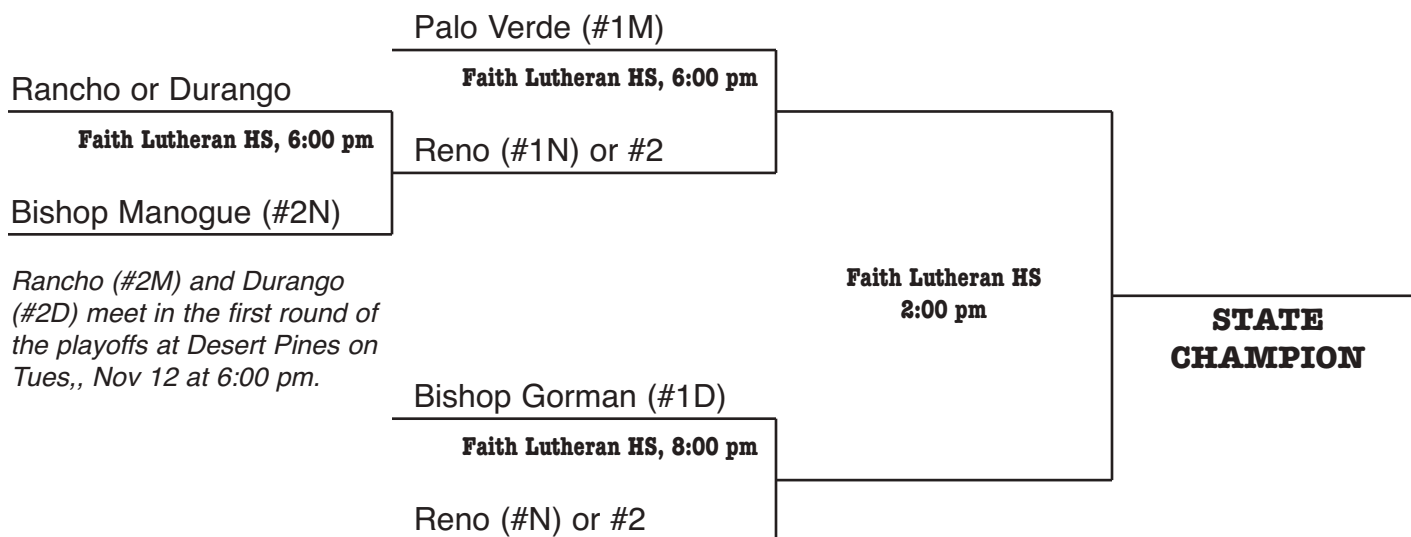 Palo Verde (#1M)
Faith Lutheran HS, 6:00 pm
Rancho or Durango
Faith Lutheran HS, 6:00 pm
Reno (#1N) or #2
Bishop Manogue (#2N)
Rancho (#2M) and Durango
(#2D) meet in the first round of
the playoffs at Desert Pines on
Tues,, Nov 12 at 6:00 pm.
Faith Lutheran HS
2:00 pm
STATE
CHAMPION
Bishop Gorman (#1D)
Faith Lutheran HS, 8:00 pm
Reno (#N) or #2